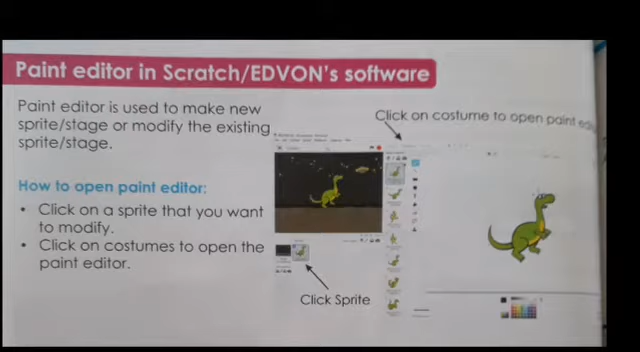 Paint editor in Scratch/EDVON's software
Paint editor is used to make new
sprite/stage or modify the existing
sprite/stage.
Click on costume to open paint
How to open paint editor:
• Click on a sprite that you want
to modify.
• Click on costumes to open the
paint editor.
Click Sprite